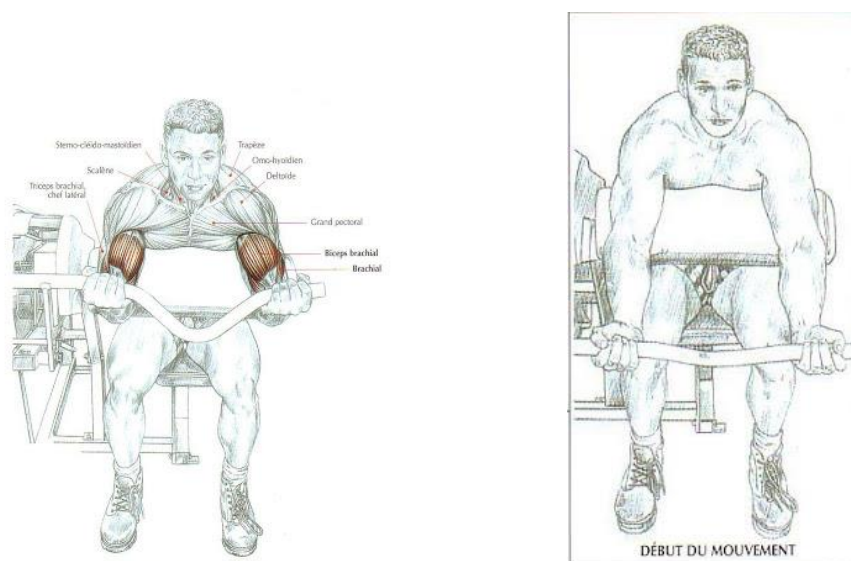 Sterno-cléido-mastoïdien
Trapèze
Omo-hyoïdien
Scalène
Deltoïde
Triceps brachial,
chef latéral
Grand pectoral
Biceps brachial
Brachial
DÉBUT DU MOUVEMENT